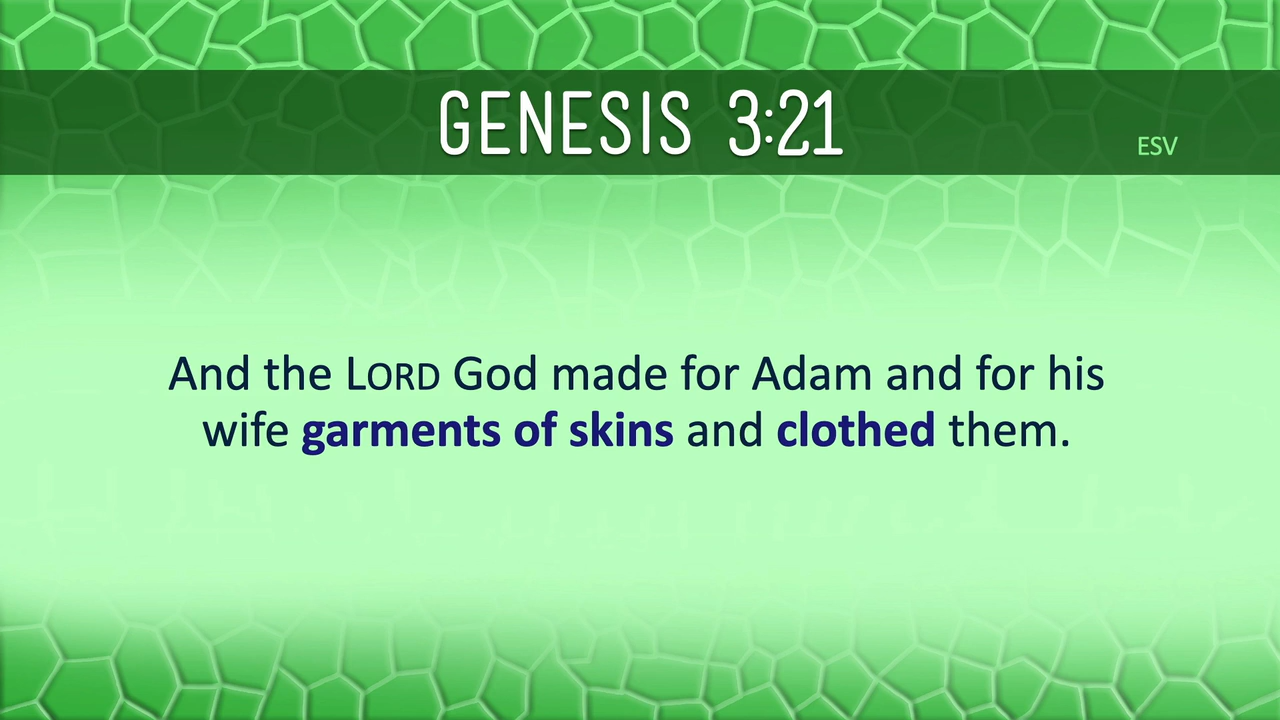 GENESIS 3:21
ESV
And the LORD God made for Adam and for his
wife garments of skins and clothed them.